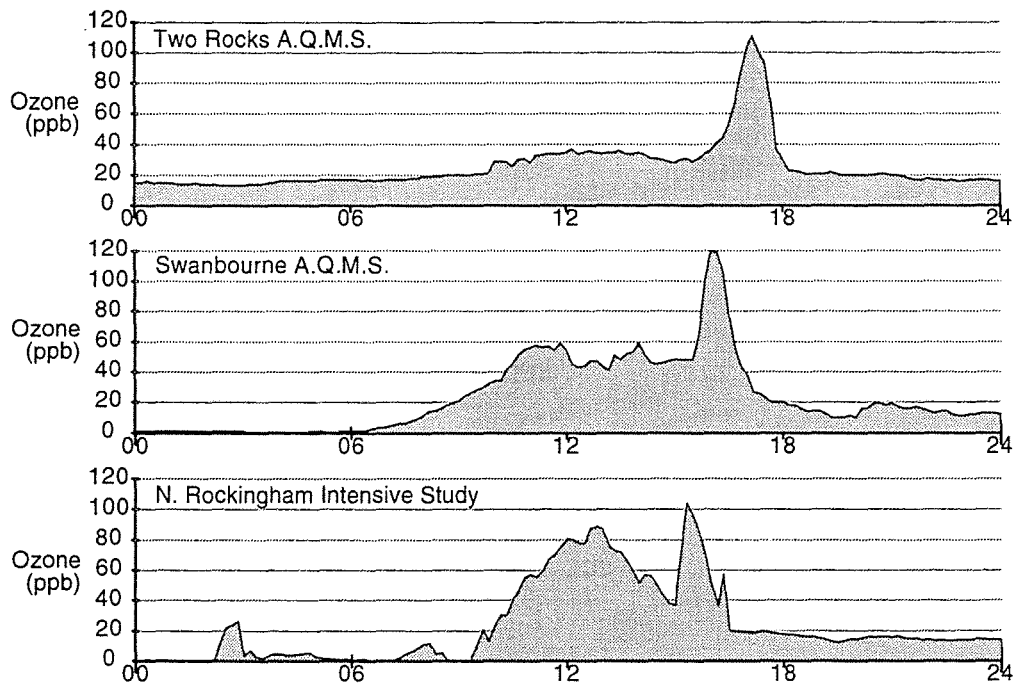 120
Two Rocks A.Q.M.S.
100
80
Ozone
(ppb)
60
40
20
0
00 06 12 18 24
120
Swanbourne A.Q.M.S.
100
80
Ozone
(ppb)
60
40
20
0
00 06 12 18 24
120
N. Rockingham Intensive Study
100
80
Ozone
(ppb)
60
40
20
0
00 06 12 18 24